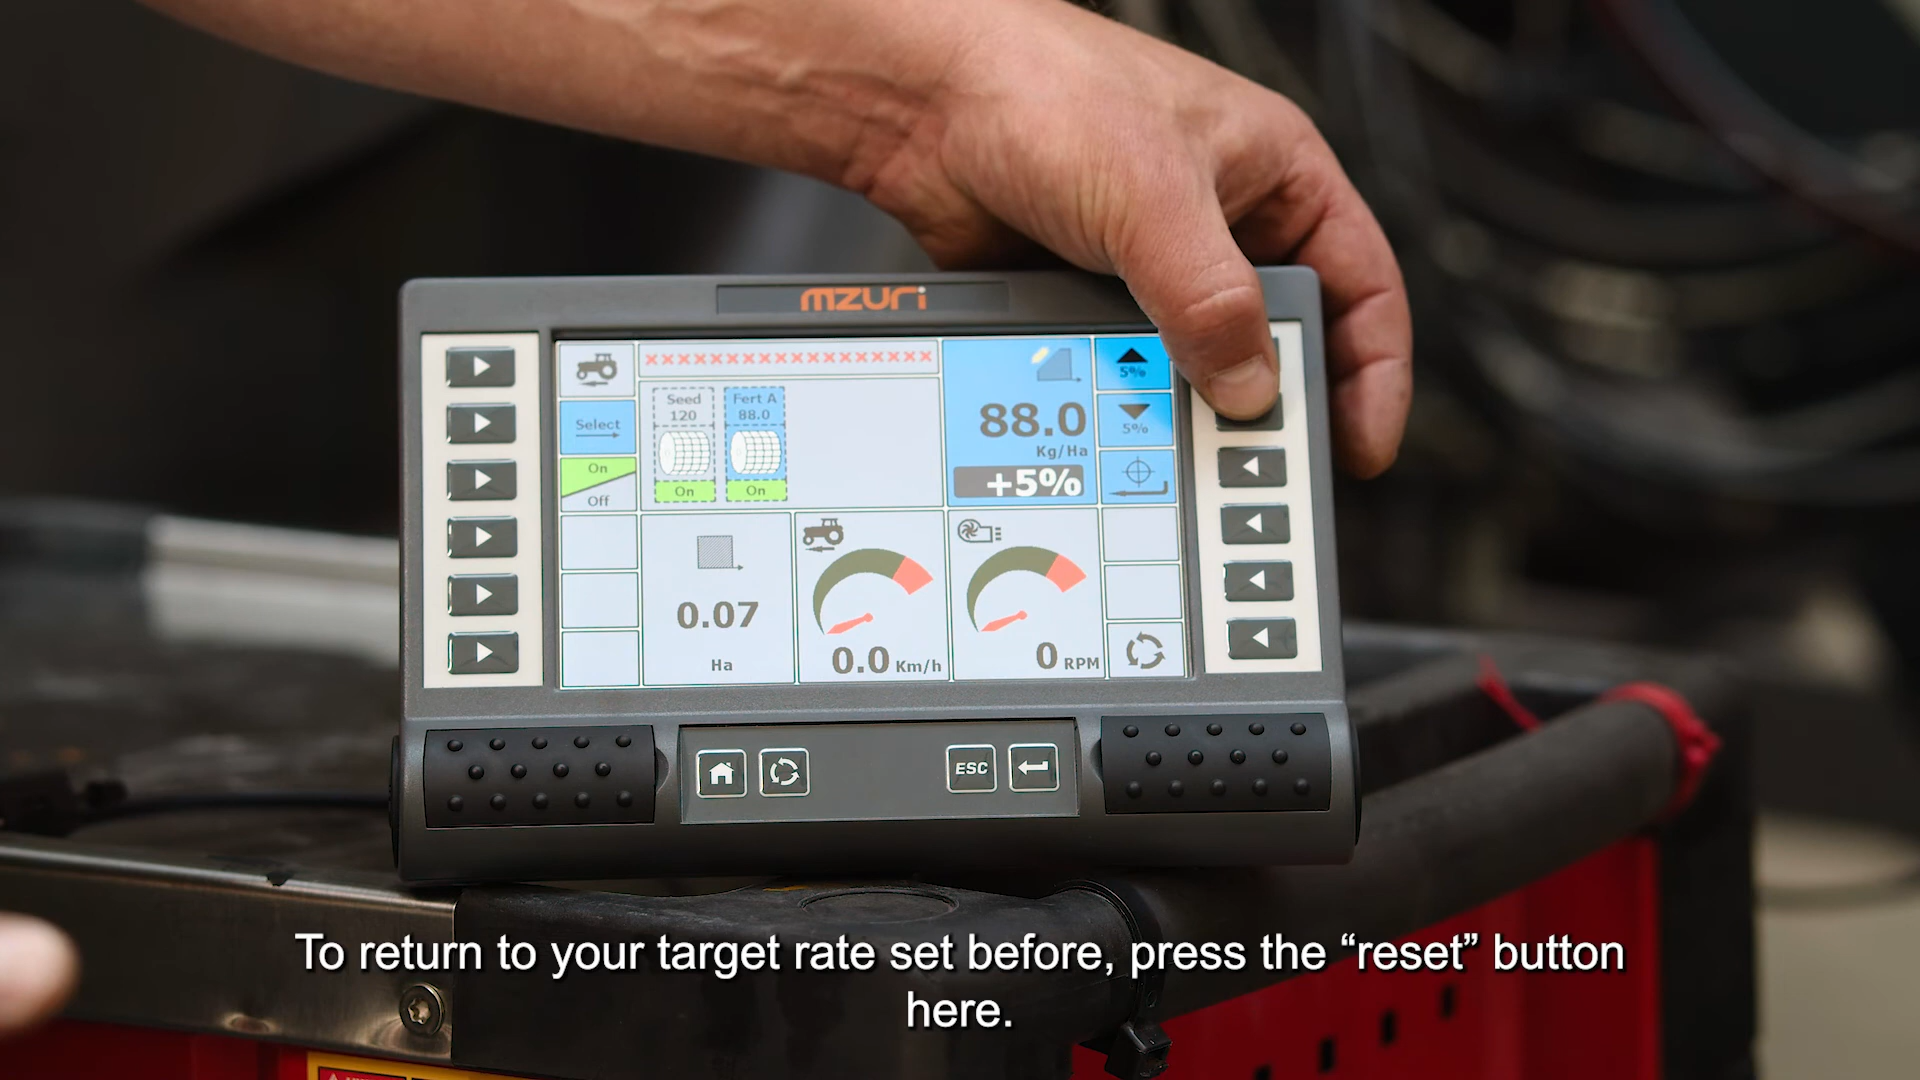 mzuri
××××××××××××××××××
Seed
120
Fert A
88.0
Select
On
Off
On
On
88.0
Kg/Ha
+5%
5%
5%
0.07
Ha
0.0 Km/h
0 RPM
ESC
To return to your target rate set before, press the “reset” button
here.